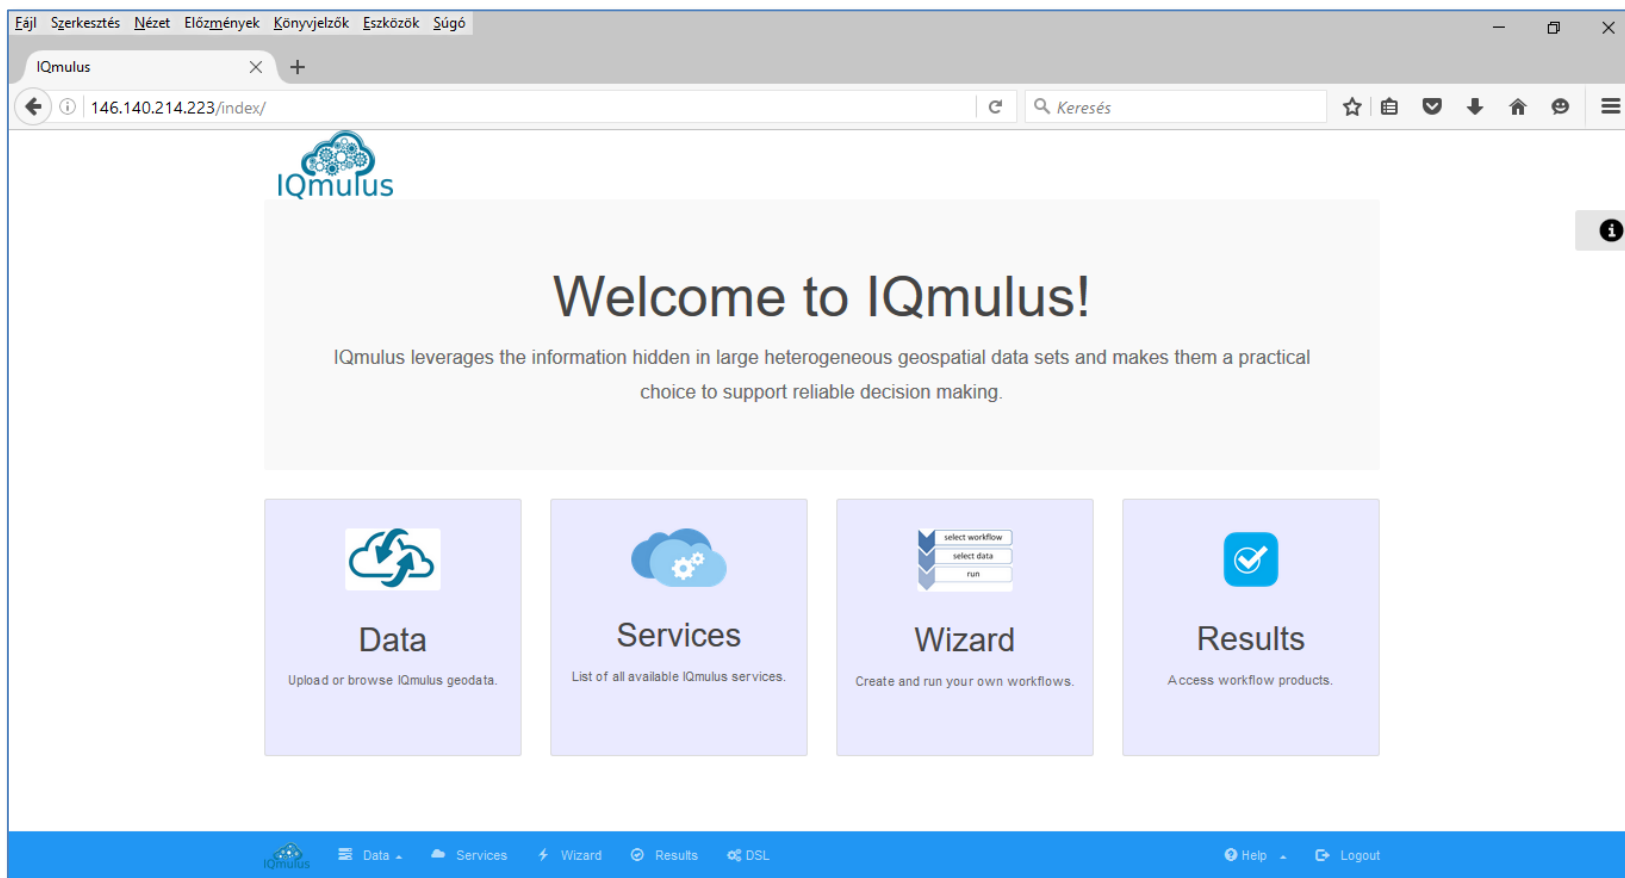 Fájl Szerkesztés Nézet Előzmények Könyvjelzők Eszközök Súgó
IQmulus
146.140.214.223/index/
Keresés
IQmulus
Welcome to IQmulus!
IQmulus leverages the information hidden in large heterogeneous geospatial data sets and makes them a practical
choice to support reliable decision making.
select workflow
select data
run
Data
Services
Wizard
Results
Upload or browse IQmulus geodata.
List of all available IQmulus services.
Create and run your own workflows.
Access workflow products.
IQmulus Data Services Wizard Results DSL Help Logout